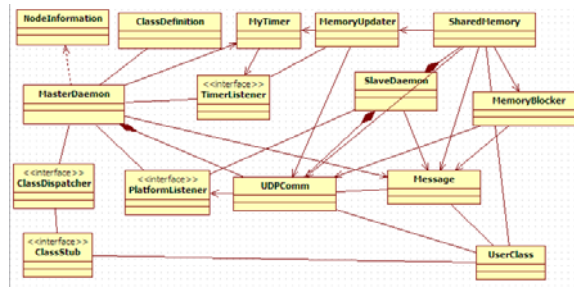 NodeInformation
ClassDefinition
MyTimer
MemoryUpdater
SharedMemory
<<interface>>
TimerListener
SlaveDaemon
MasterDaemon
MemoryBlocker
<<interface>>
ClassDispatcher
<<interface>>
PlatformListener
UDPComm
Message
<<interface>>
ClassStub
UserClass